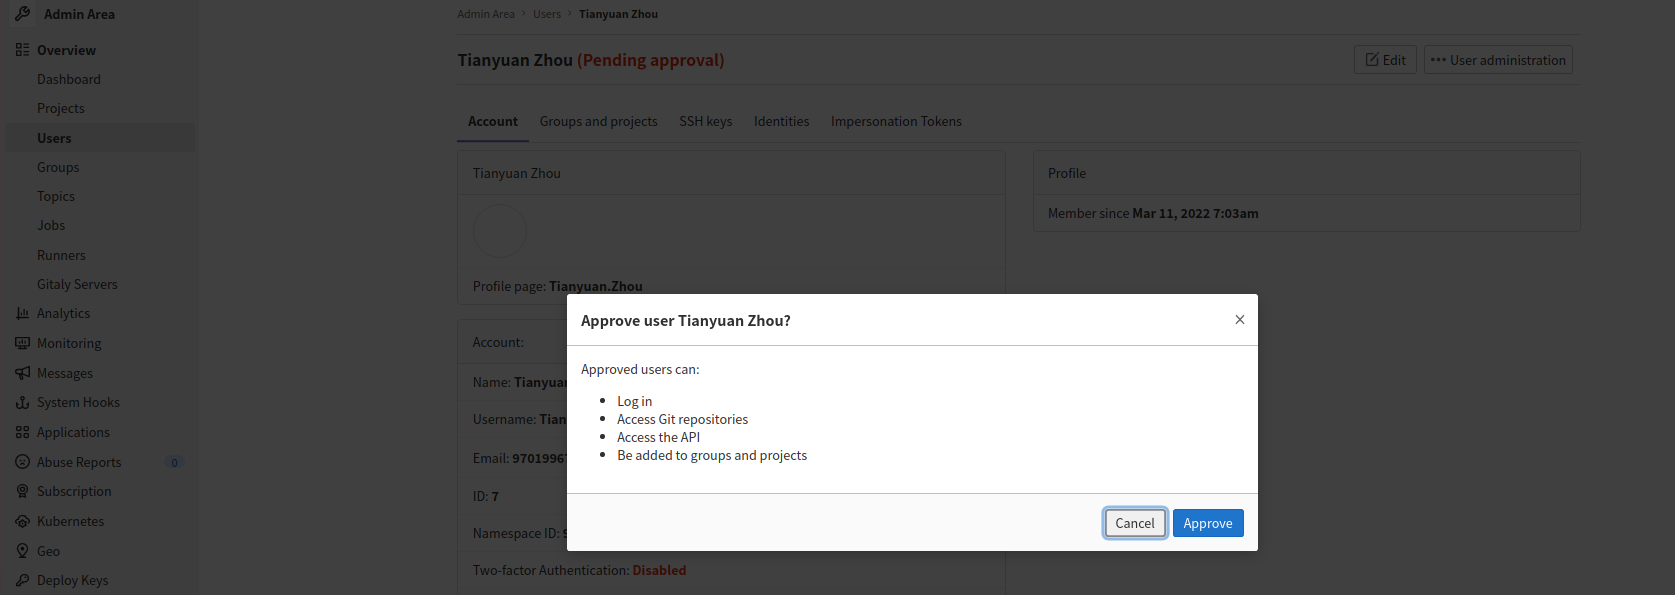 Admin Area
Overview
Dashboard
Projects
Users
Groups
Topics
Jobs
Runners
Gitaly Servers
Analytics
Monitoring
Messages
System Hooks
Applications
Abuse Reports 0
Subscription
Kubernetes
Geo
Deploy Keys
Admin Area > Users > Tianyuan Zhou
Tianyuan Zhou (Pending approval)
Edit
User administration
Account Groups and projects SSH keys Identities Impersonation Tokens
Tianyuan Zhou
Profile page: Tianyuan.Zhou
Profile
Member since Mar 11, 2022 7:03am
Account:
Name: Tianyuan
Username: Tian
Email: 9701996
ID: 7
Namespace ID:
Two-factor Authentication: Disabled
Approve user Tianyuan Zhou?
Approved users can:
Log in
Access Git repositories
Access the API
Be added to groups and projects
Cancel
Approve